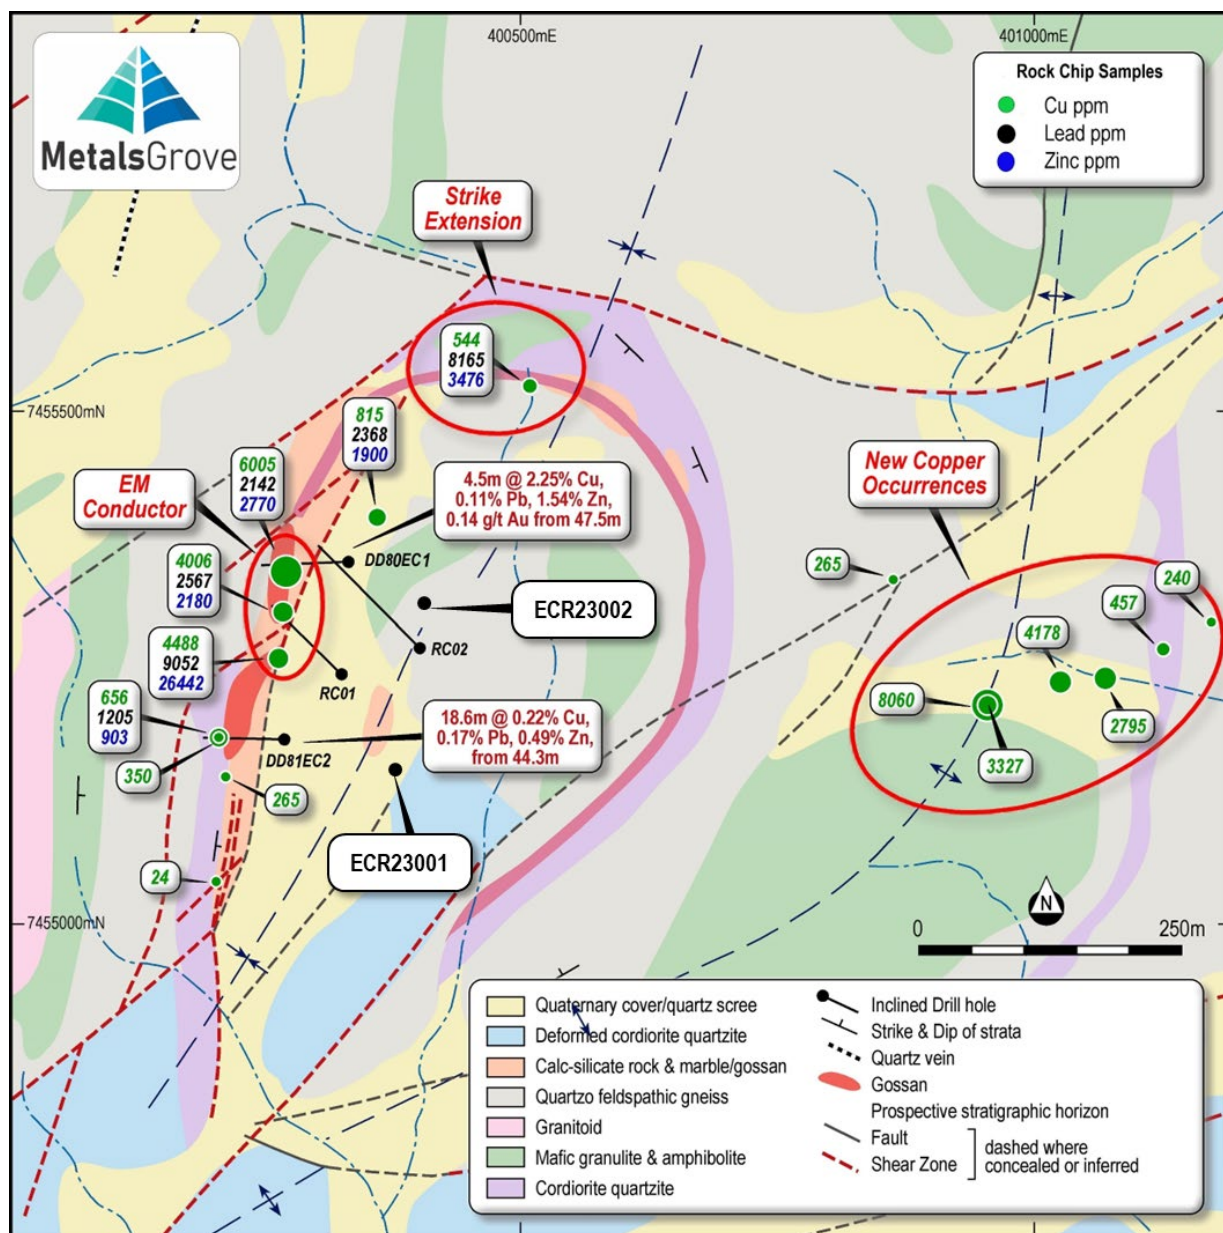 400500mE
401000mE
MetalsGrove
Rock Chip Samples
Cu ppm
Lead ppm
Zinc ppm
Strike
Extension
544
8165
3476
7455500mN
815
2368
1900
6005
2142
2770
EM
Conductor
4.5m @ 2.25% Cu,
0.11% Pb, 1.54% Zn,
0.14 g/t Au from 47.5m
New Copper
Occurrences
DD80EC1
4006
2567
2180
265
240
ECR23002
457
4178
4488
9052
26442
RC02
RC01
656
1205
903
8060
2795
18.6m @ 0.22% Cu,
0.17% Pb, 0.49% Zn,
from 44.3m
DD81EC2
3327
350
265
ECR23001
24
7455000mN
N
0
250m
Quaternary cover/quartz scree
Deformed cordiorite quartzite
Calc-silicate rock & marble/gossan
Quartzo feldspathic gneiss
Granitoid
Mafic granulite & amphibolite
Cordiorite quartzite
Inclined Drill hole
Strike & Dip of strata
Quartz vein
Gossan
Prospective stratigraphic horizon
Fault
Shear Zone
dashed where
concealed or inferred